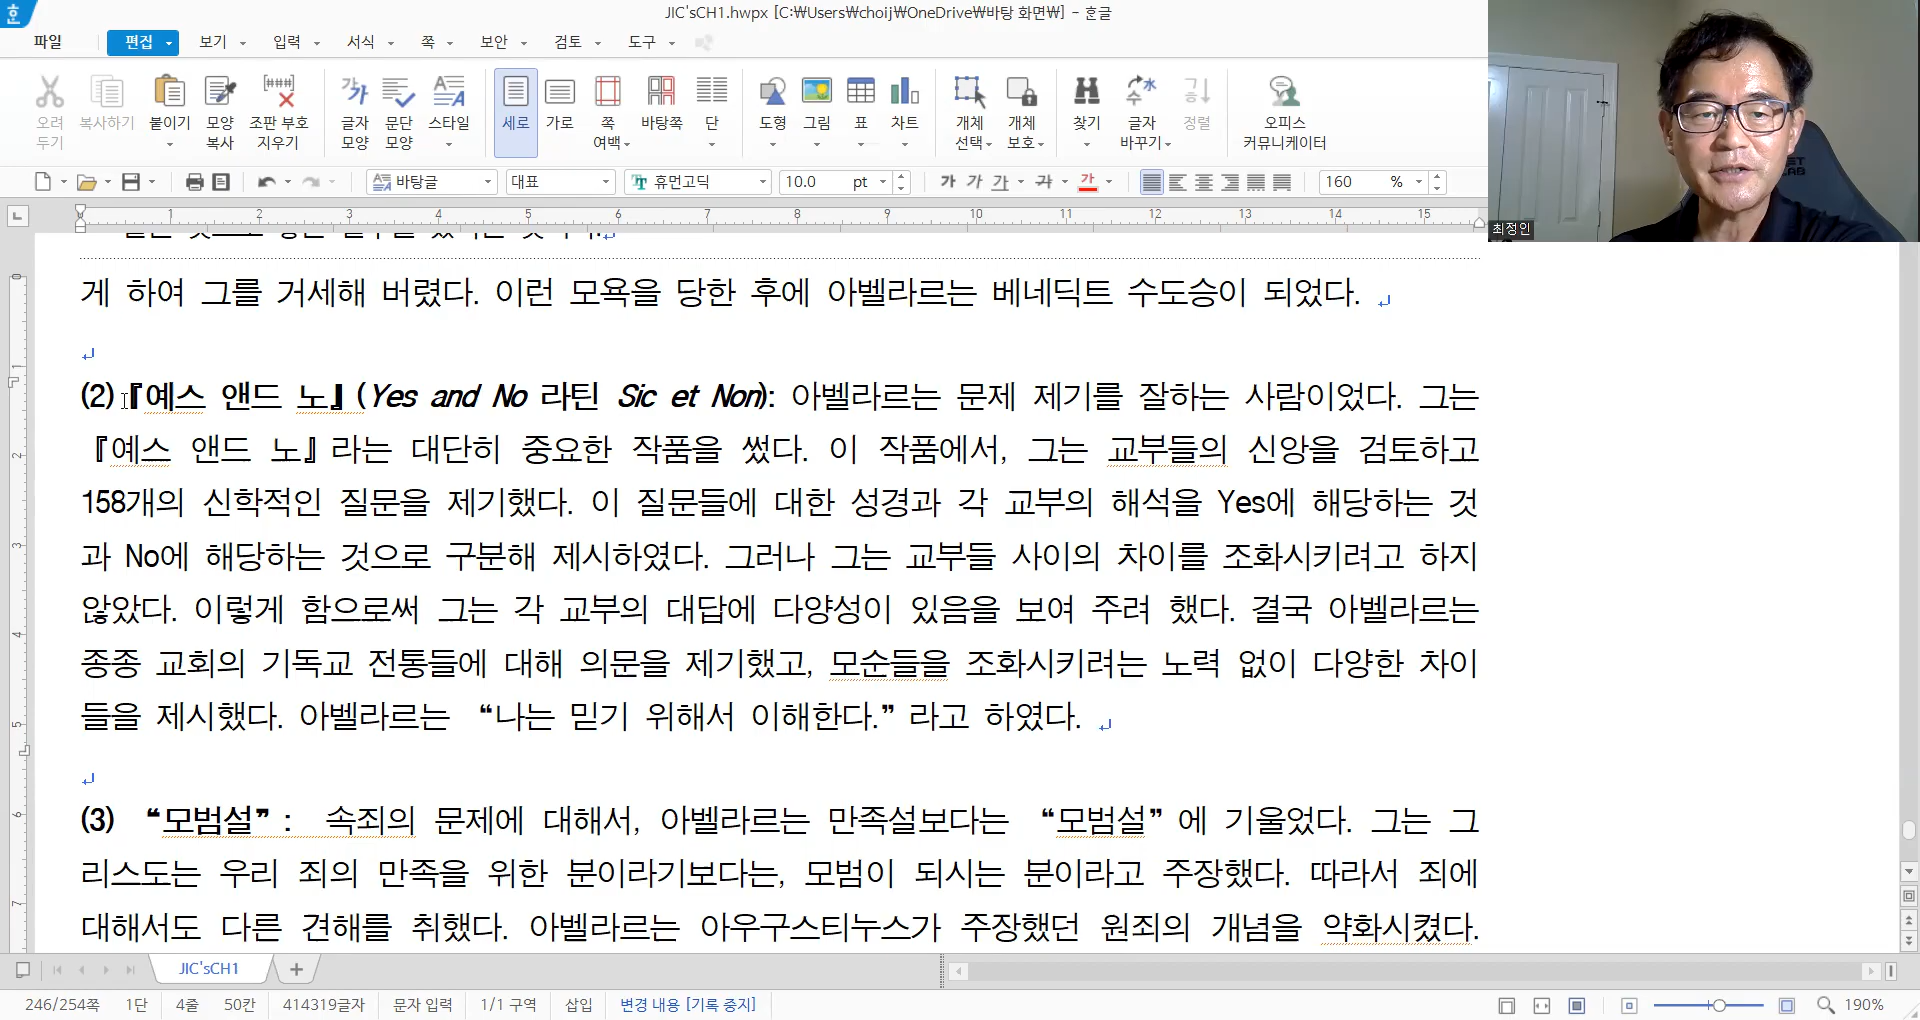 JIC'sCH1.hwpx [C:₩Users₩choij₩OneDrive₩바탕 화면₩] - 한글
파일 편집 보기 입력 서식 쪽 보안 검토 도구
오려 두기 복사하기 붙이기 모양 복사 조판 부호 지우기 글자 모양 문단 모양 스타일 세로 가로 쪽 여백 바탕쪽 단 도형 그림 표 차트 개체 선택 개체 보호 찾기 글자 바꾸기 정렬 오피스 커뮤니케이터
바탕글 대표 휴먼고딕 10.0 pt 가 가 가 가 가 160 %
최정인
1 2 3 4 5 6 7 8 9 10 11 12 13 14 15
게 하여 그를 거세해 버렸다. 이런 모욕을 당한 후에 아벨라르는 베네딕트 수도승이 되었다.
(2)『예스 앤드 노』(Yes and No 라틴 Sic et Non): 아벨라르는 문제 제기를 잘하는 사람이었다. 그는
『예스 앤드 노』라는 대단히 중요한 작품을 썼다. 이 작품에서, 그는 교부들의 신앙을 검토하고
158개의 신학적인 질문을 제기했다. 이 질문들에 대한 성경과 각 교부의 해석을 Yes에 해당하는 것
과 No에 해당하는 것으로 구분해 제시하였다. 그러나 그는 교부들 사이의 차이를 조화시키려고 하지
않았다. 이렇게 함으로써 그는 각 교부의 대답에 다양성이 있음을 보여 주려 했다. 결국 아벨라르는
종종 교회의 기독교 전통들에 대해 의문을 제기했고, 모순들을 조화시키려는 노력 없이 다양한 차이
들을 제시했다. 아벨라르는 “나는 믿기 위해서 이해한다.”라고 하였다.
(3) “모범설”: 속죄의 문제에 대해서, 아벨라르는 만족설보다는 “모범설”에 기울었다. 그는 그
리스도는 우리 죄의 만족을 위한 분이라기보다는, 모범이 되시는 분이라고 주장했다. 따라서 죄에
대해서도 다른 견해를 취했다. 아벨라르는 아우구스티누스가 주장했던 원죄의 개념을 약화시켰다.
JIC'sCH1
246/254쪽 1단 4줄 50칸 414319글자 문자 입력 1/1 구역 삽입 변경 내용 [기록 중지] 190%